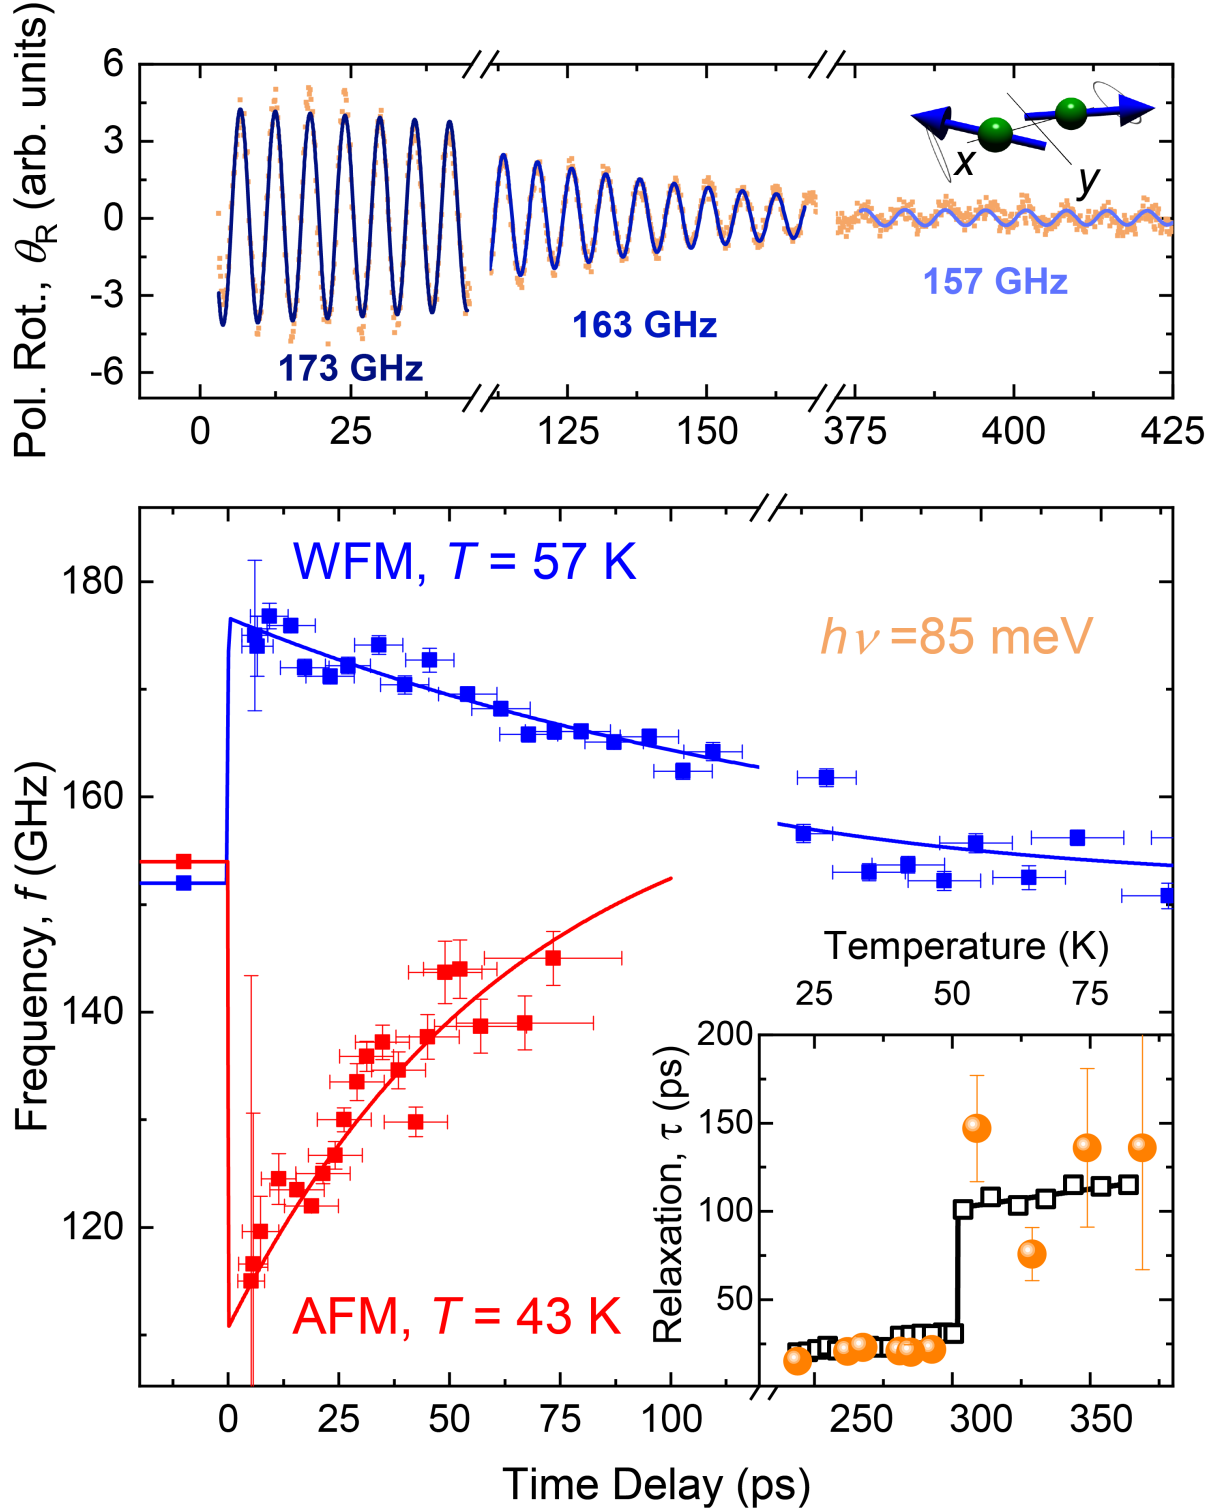 Pol. Rot., θR (arb. units)
6
3
0
-3
-6
x
y
173 GHz
163 GHz
157 GHz
0 25 125 150 375 400 425
Frequency, f (GHz)
180
160
140
120
WFM, T = 57 K
hν =85 meV
AFM, T = 43 K
Temperature (K)
25 50 75
Relaxation, τ (ps)
200
150
100
50
0 25 50 75 100 250 300 350
Time Delay (ps)